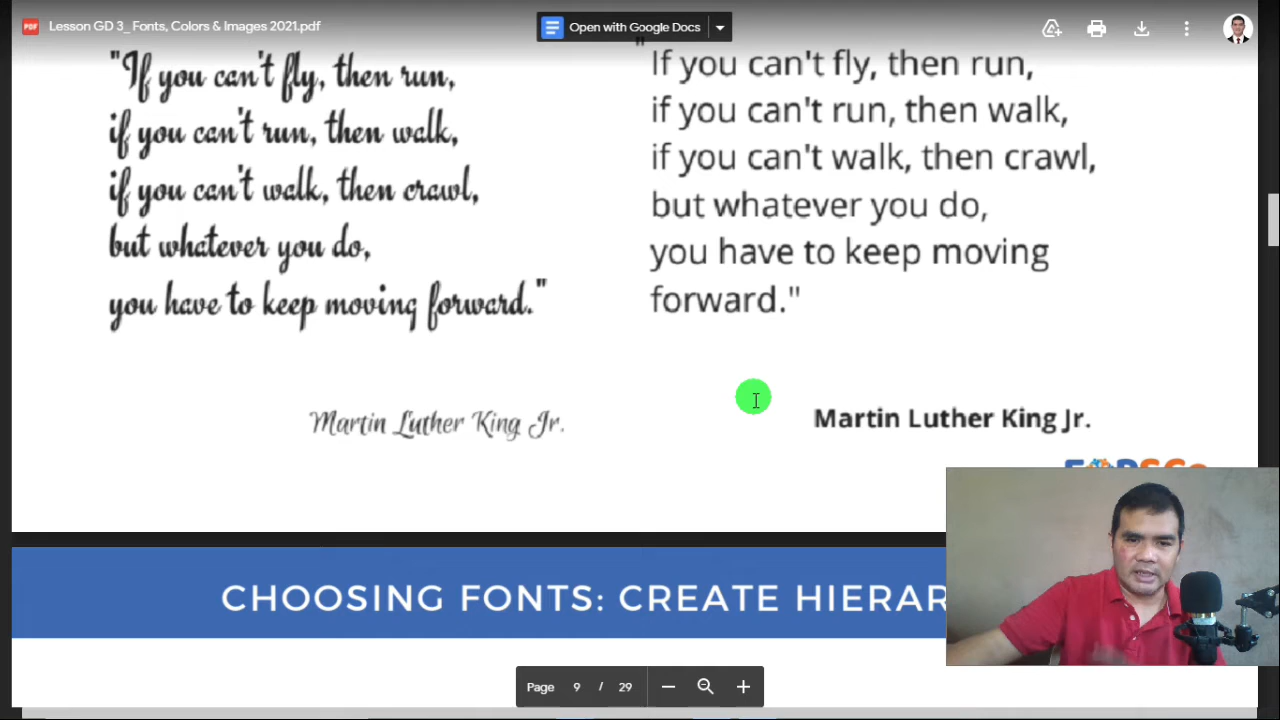 Lesson GD 3_ Fonts, Colors & Images 2021.pdf
Open with Google Docs
"If you can't fly, then run,
if you can't run, then walk,
if you can't walk, then crawl,
but whatever you do,
you have to keep moving forward."
Martin Luther King Jr.
"
If you can't fly, then run,
if you can't run, then walk,
if you can't walk, then crawl,
but whatever you do,
you have to keep moving
forward."
Martin Luther King Jr.
CHOOSING FONTS: CREATE
Page 9 / 29